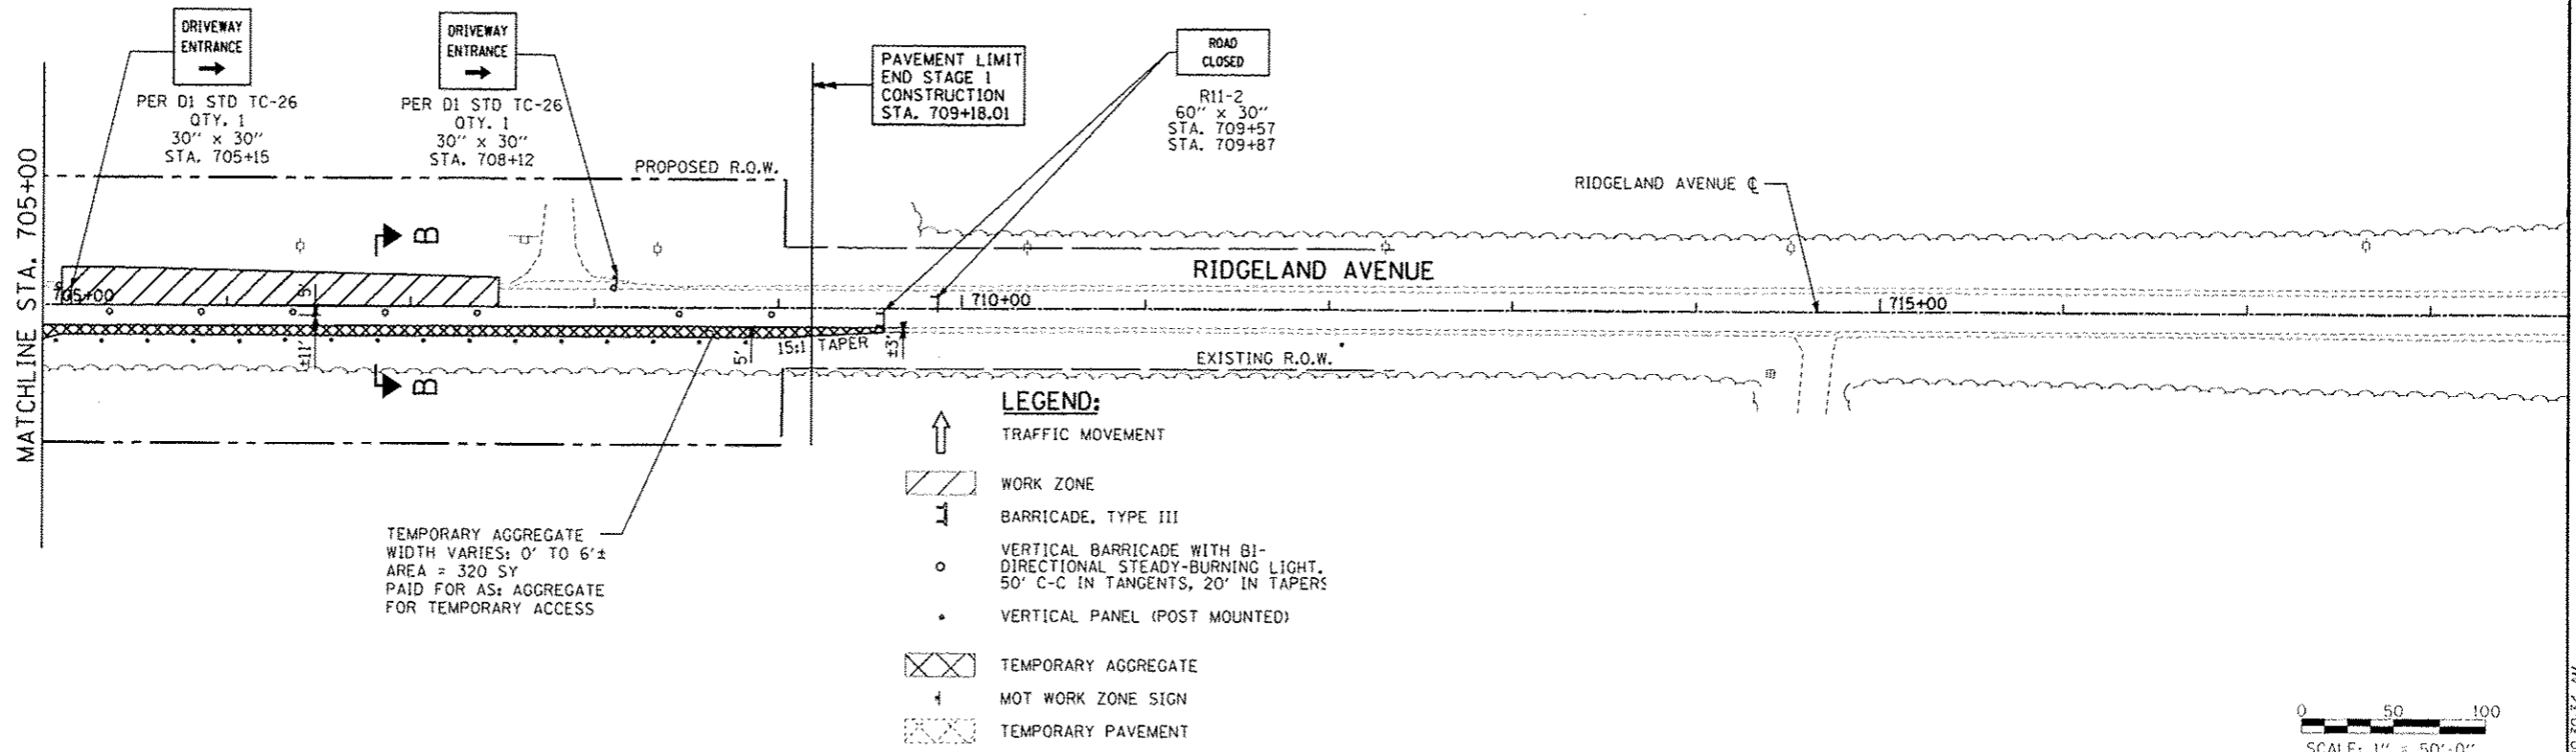 DRIVEWAY
ENTRANCE
PER D1 STD TC-26
QTY. 1
30" x 30"
STA. 705+15
DRIVEWAY
ENTRANCE
PER D1 STD TC-26
QTY. 1
30" x 30"
STA. 708+12
PAVEMENT LIMIT
END STAGE 1
CONSTRUCTION
STA. 709+18.01
ROAD
CLOSED
R11-2
60" x 30"
STA. 709+57
STA. 709+87
PROPOSED R.O.W.
RIDGELAND AVENUE ℄
MATCHLINE STA. 705+00
B
RIDGELAND AVENUE
705+00
5'
710+00
715+00
±11'
5'
15:1 TAPER
±3'
EXISTING R.O.W.
B
LEGEND:
TRAFFIC MOVEMENT
WORK ZONE
BARRICADE, TYPE III
VERTICAL BARRICADE WITH BI-
DIRECTIONAL STEADY-BURNING LIGHT.
50' C-C IN TANGENTS, 20' IN TAPERS
VERTICAL PANEL (POST MOUNTED)
TEMPORARY AGGREGATE
MOT WORK ZONE SIGN
TEMPORARY PAVEMENT
TEMPORARY AGGREGATE
WIDTH VARIES: 0' TO 6'±
AREA = 320 SY
PAID FOR AS: AGGREGATE
FOR TEMPORARY ACCESS
0 50 100
SCALE: 1" = 50'-0"